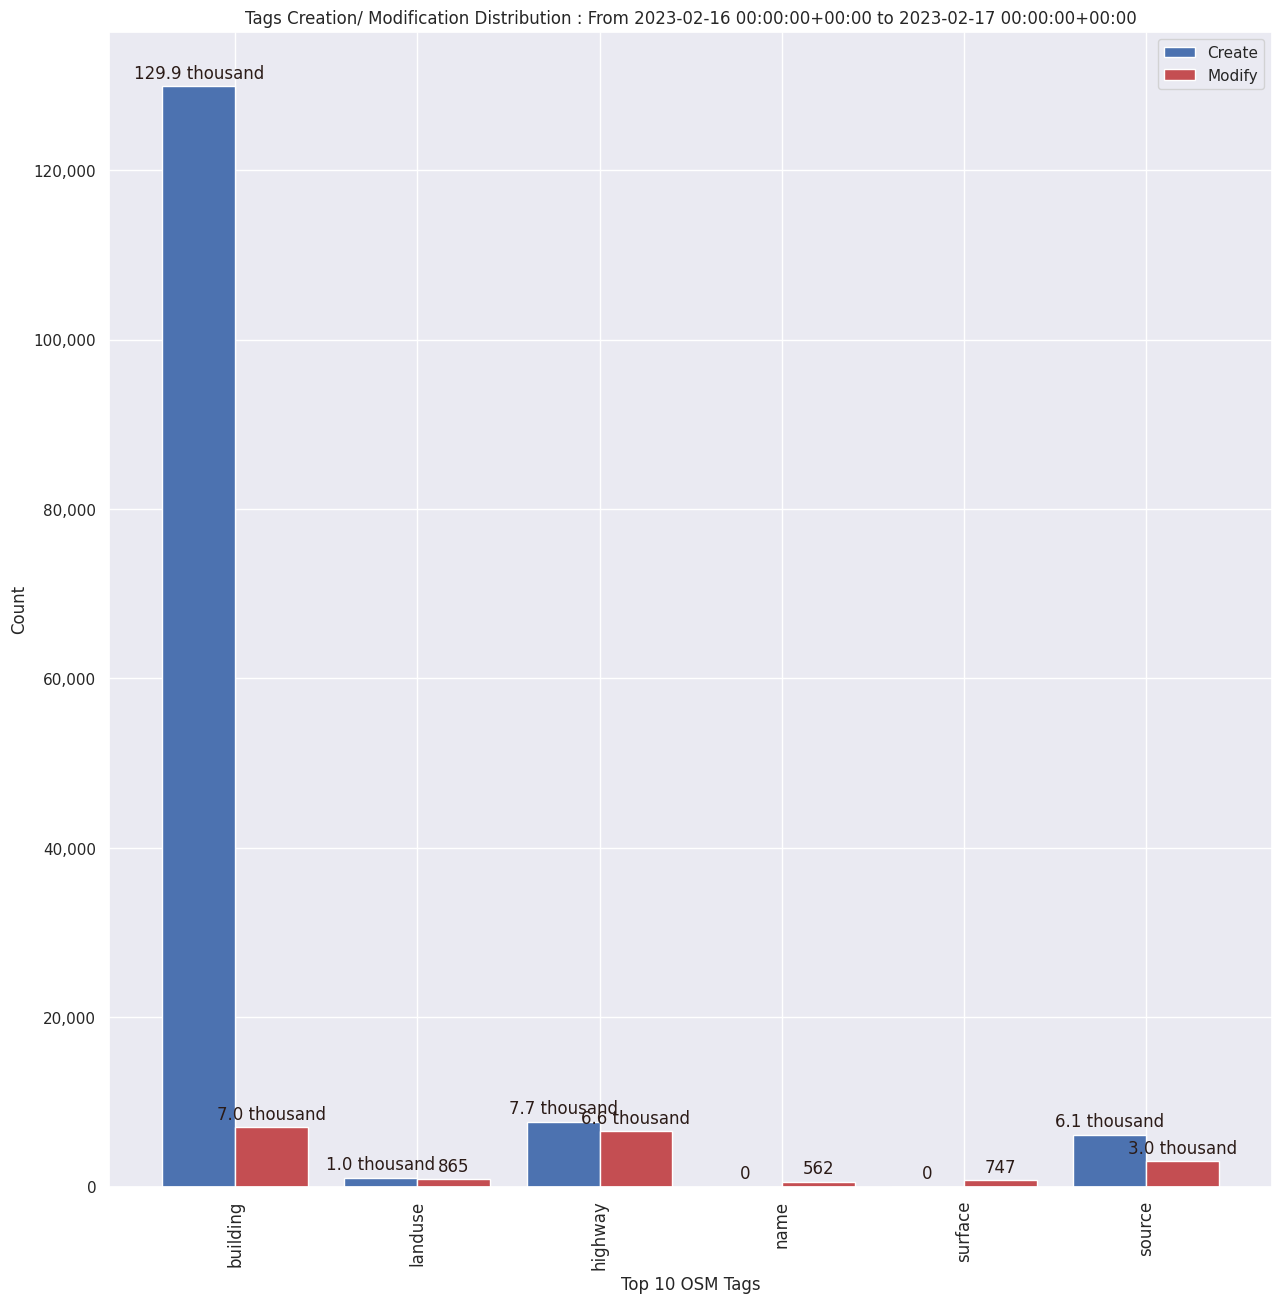 Tags Creation/ Modification Distribution : From 2023-02-16 00:00:00+00:00 to 2023-02-17 00:00:00+00:00
Create
Modify
129.9 thousand
120,000
100,000
80,000
60,000
40,000
20,000
0
Count
7.0 thousand
1.0 thousand
865
7.7 thousand
6.6 thousand
0
562
0
747
6.1 thousand
3.0 thousand
building
landuse
highway
name
surface
source
Top 10 OSM Tags